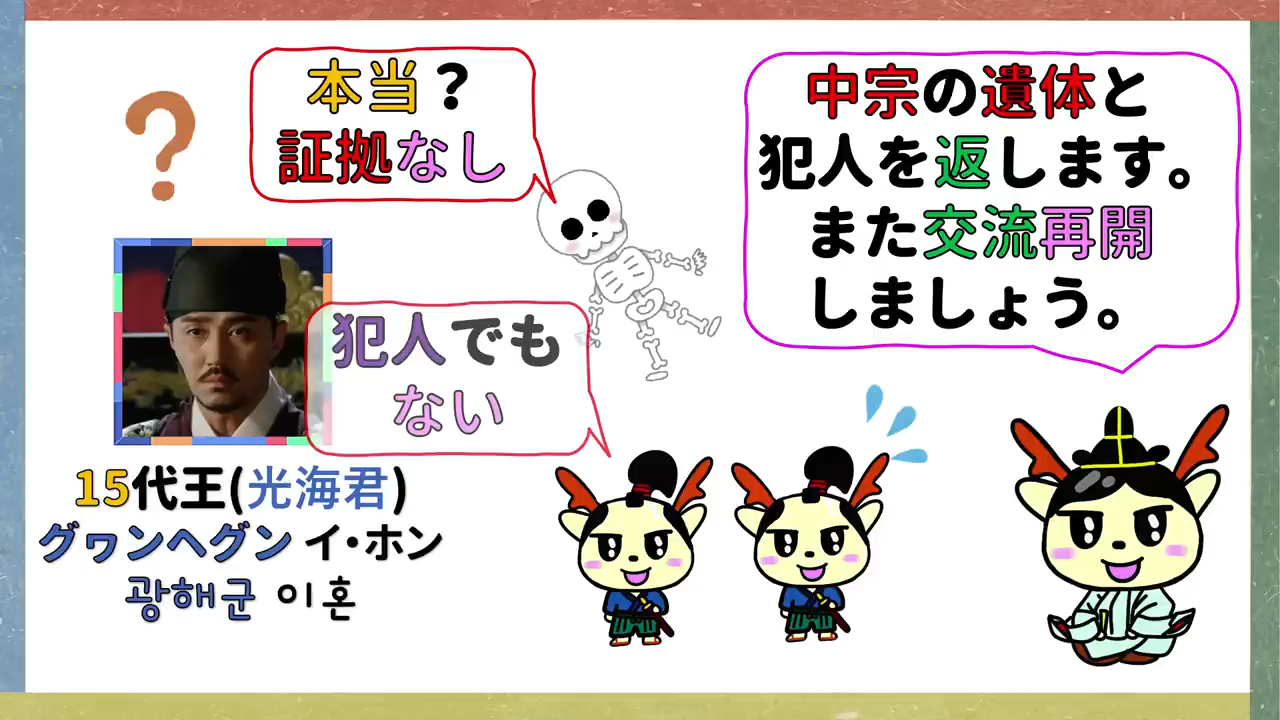 本当？
証拠なし
中宗の遺体と
犯人を返します。
また交流再開
しましょう。
犯人でも
ない
15代王(光海君)
グヮンヘグン イ・ホン
광해군 이혼